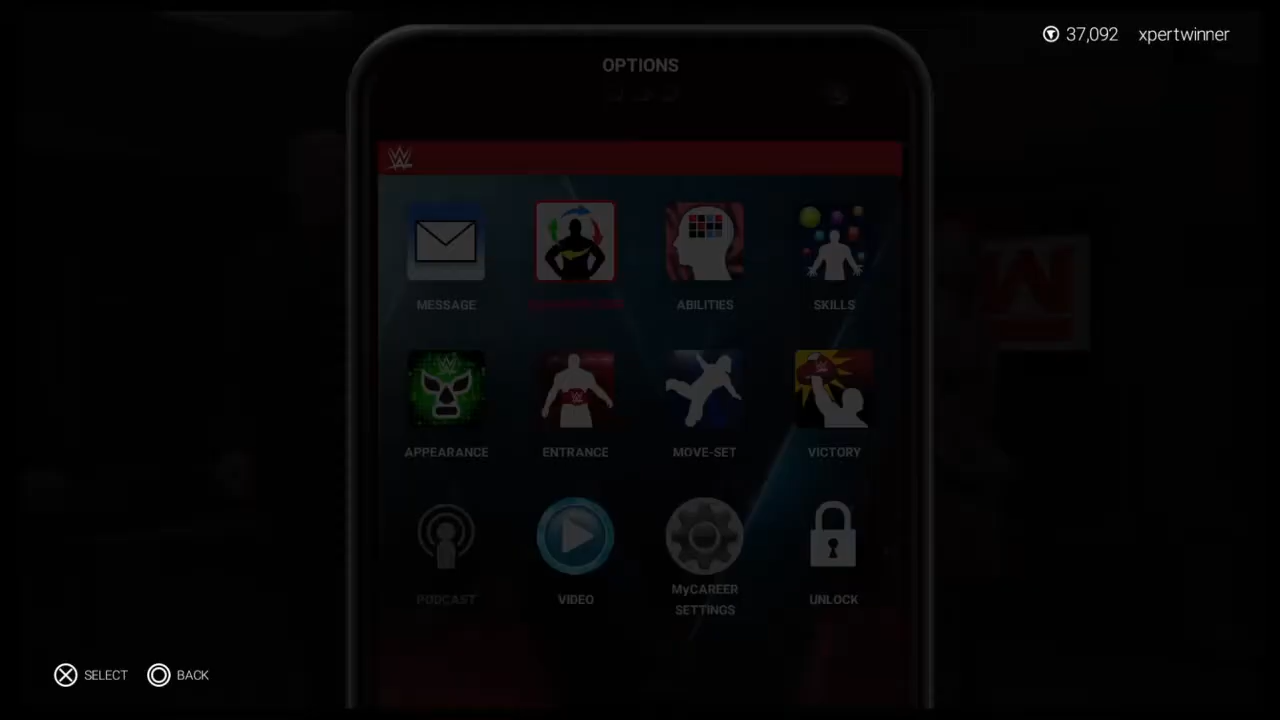 37,092 xpertwinner
OPTIONS
MESSAGE
ABILITIES
SKILLS
APPEARANCE
ENTRANCE
MOVE-SET
VICTORY
PODCAST
VIDEO
MyCAREER
SETTINGS
UNLOCK
SELECT BACK